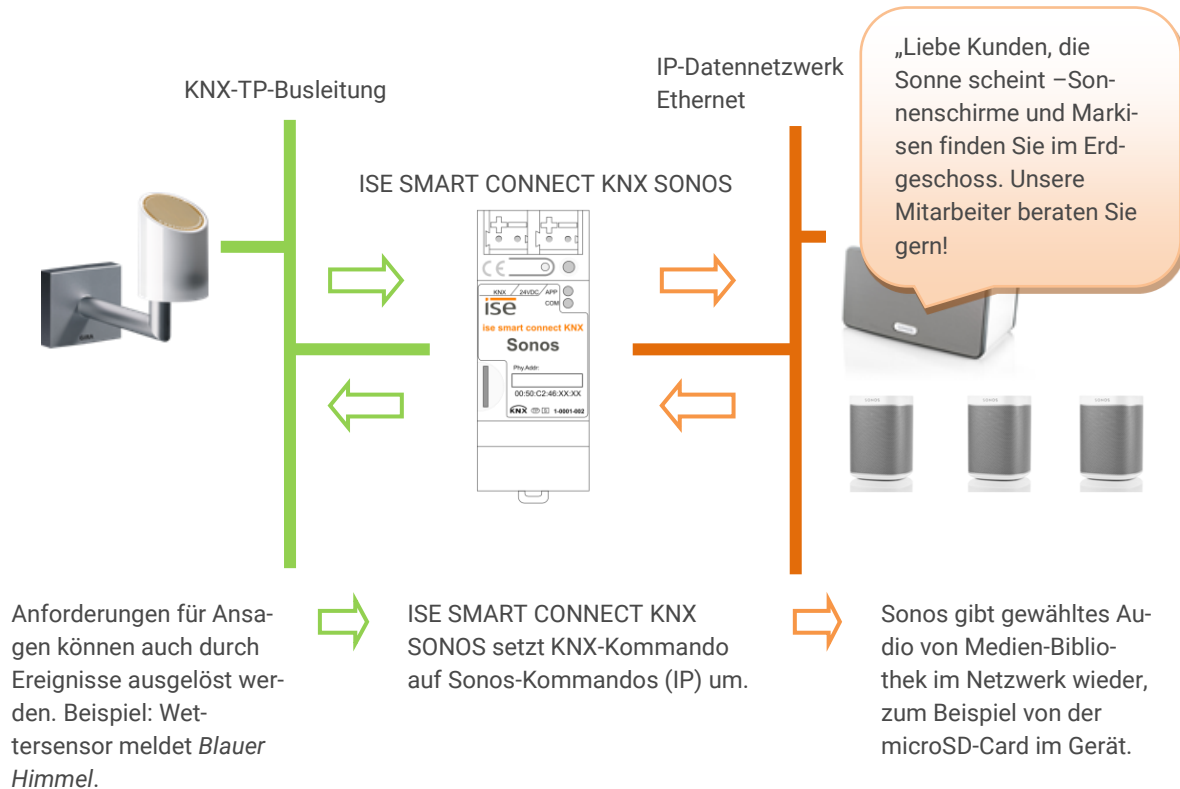 KNX-TP-Busleitung
IP-Datennetzwerk
Ethernet
„Liebe Kunden, die
Sonne scheint –Son-
nenschirme und Marki-
sen finden Sie im Erd-
geschoss. Unsere
Mitarbeiter beraten Sie
gern!
ISE SMART CONNECT KNX SONOS
CE
KNX / 24VDC / APP
COM
ise
ise smart connect KNX
Sonos
Phy.Addr:
00:50:C2:46:XX:XX
KNX 1-0001-002
SONOS
SONOS
SONOS
Anforderungen für Ansa-
gen können auch durch
Ereignisse ausgelöst wer-
den. Beispiel: Wet-
tersensor meldet Blauer
Himmel.
ISE SMART CONNECT KNX
SONOS setzt KNX-Kommando
auf Sonos-Kommandos (IP) um.
Sonos gibt gewähltes Au-
dio von Medien-Biblio-
thek im Netzwerk wieder,
zum Beispiel von der
microSD-Card im Gerät.